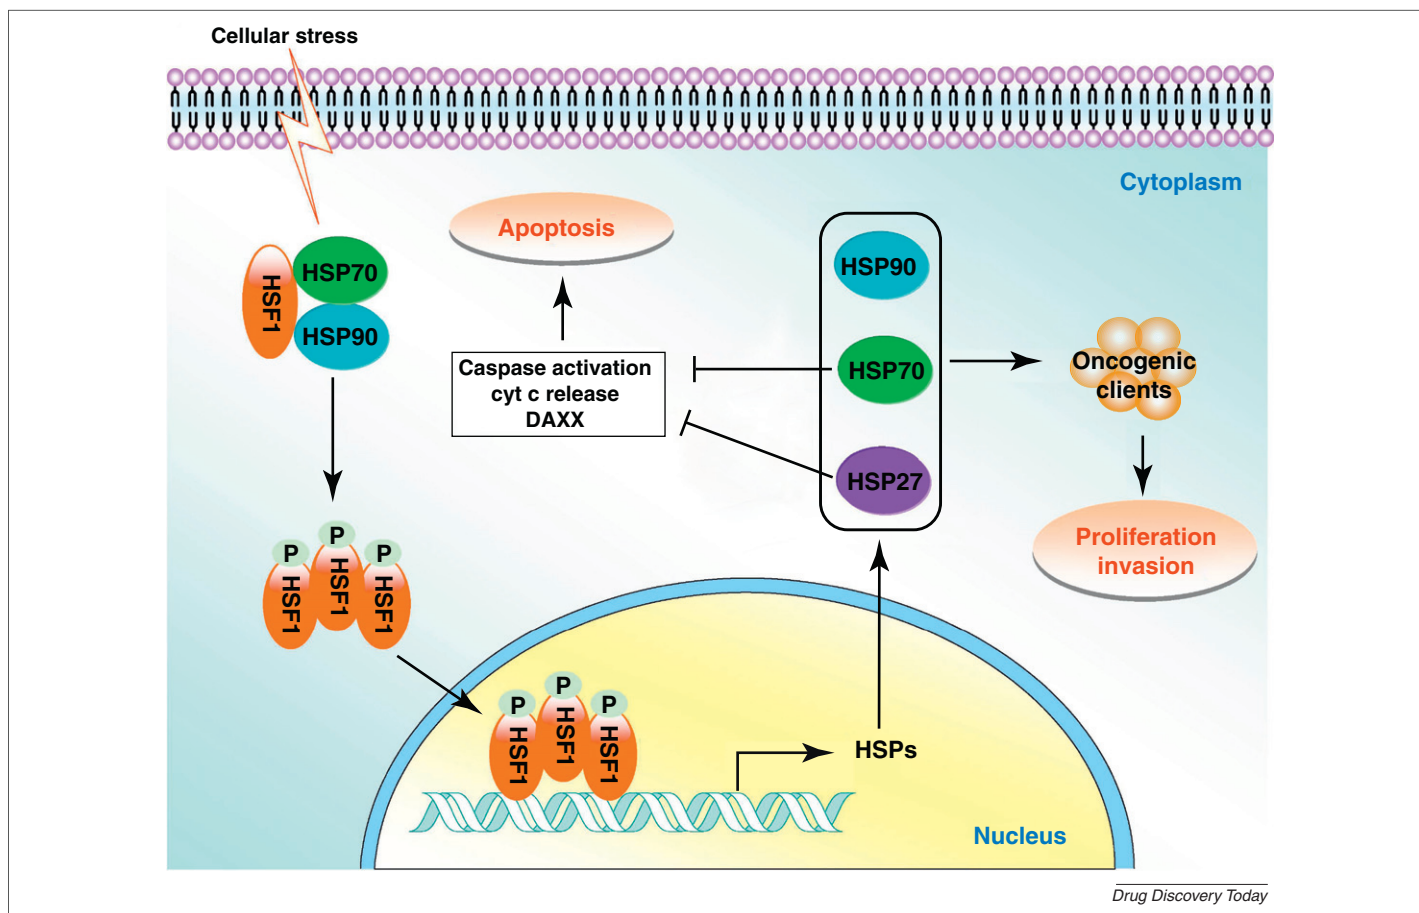 Cellular stress
Cytoplasm
Apoptosis
HSP70
HSF1
HSP90
Caspase activation
cyt c release
DAXX
HSP90
HSP70
HSP27
Oncogenic
clients
Proliferation
invasion
P
P
P
HSF1
HSF1
HSF1
P
P
P
HSF1
HSF1
HSF1
HSPs
Nucleus
Drug Discovery Today